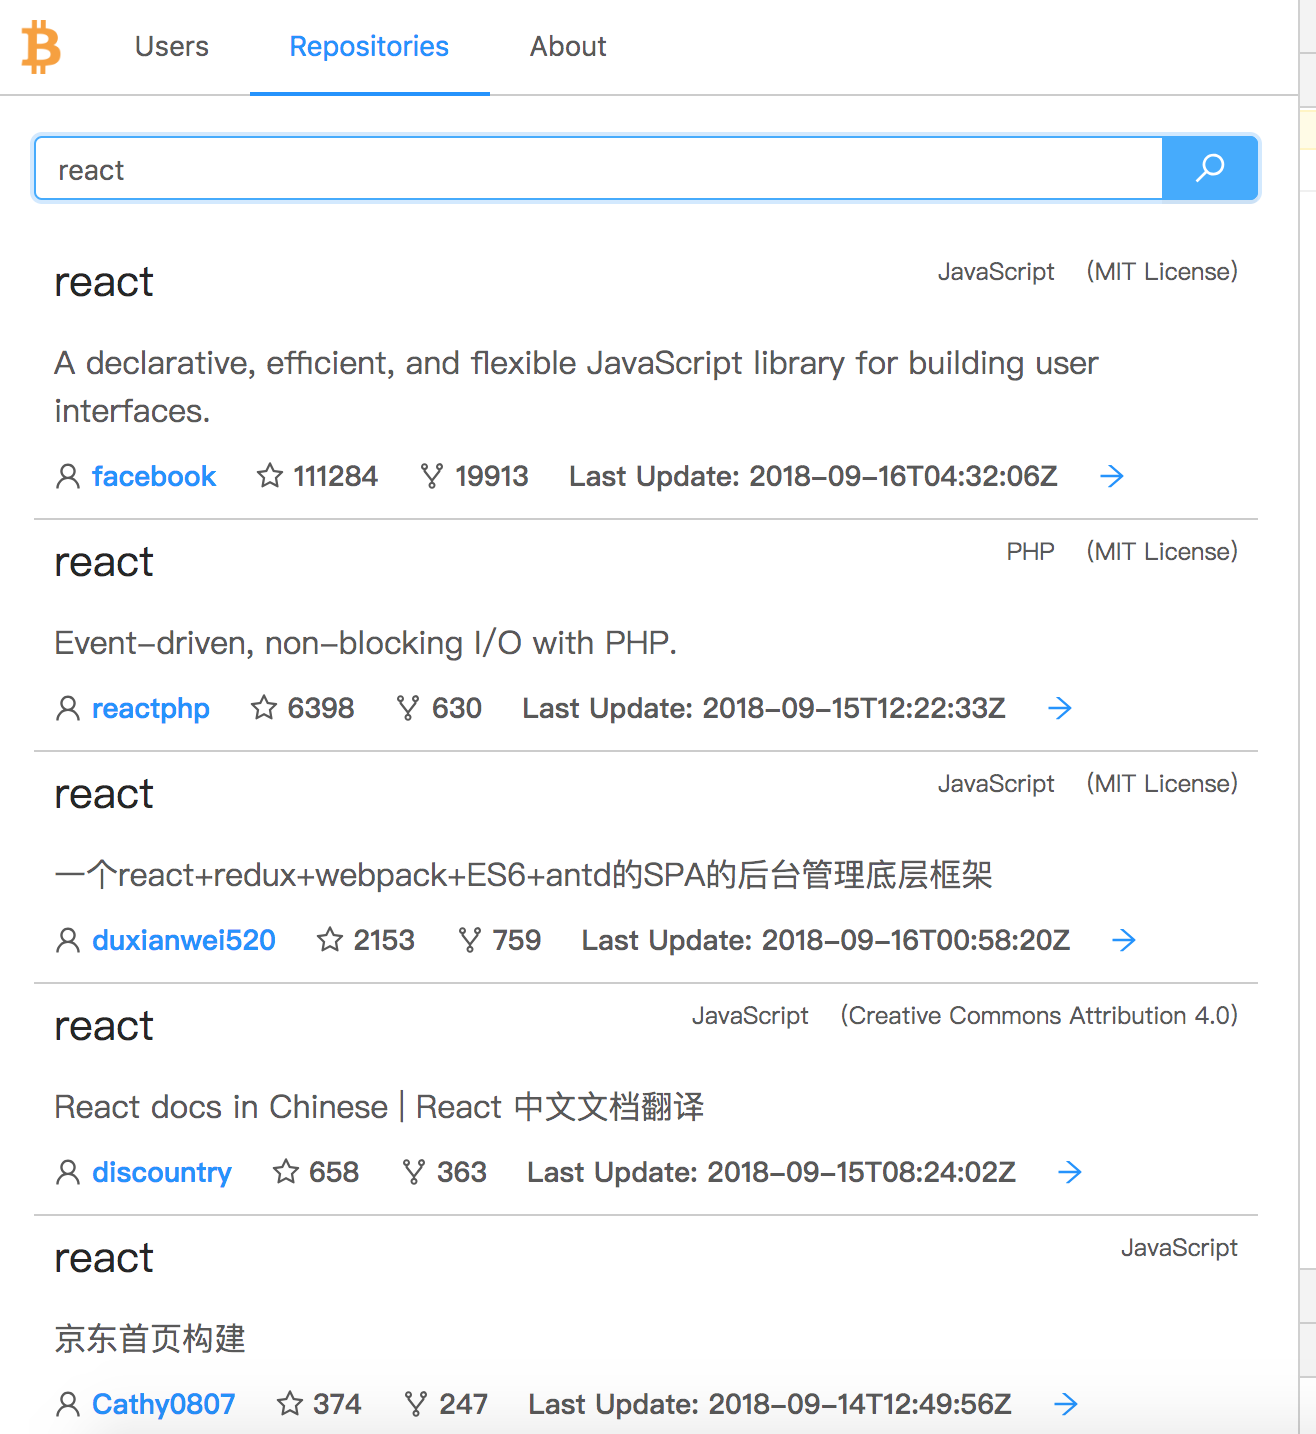 Users Repositories About
react
react JavaScript (MIT License)
A declarative, efficient, and flexible JavaScript library for building user
interfaces.
facebook 111284 19913 Last Update: 2018-09-16T04:32:06Z
react PHP (MIT License)
Event-driven, non-blocking I/O with PHP.
reactphp 6398 630 Last Update: 2018-09-15T12:22:33Z
react JavaScript (MIT License)
一个react+redux+webpack+ES6+antd的SPA的后台管理底层框架
duxianwei520 2153 759 Last Update: 2018-09-16T00:58:20Z
react JavaScript (Creative Commons Attribution 4.0)
React docs in Chinese | React 中文文档翻译
discountry 658 363 Last Update: 2018-09-15T08:24:02Z
react JavaScript
京东首页构建
Cathy0807 374 247 Last Update: 2018-09-14T12:49:56Z